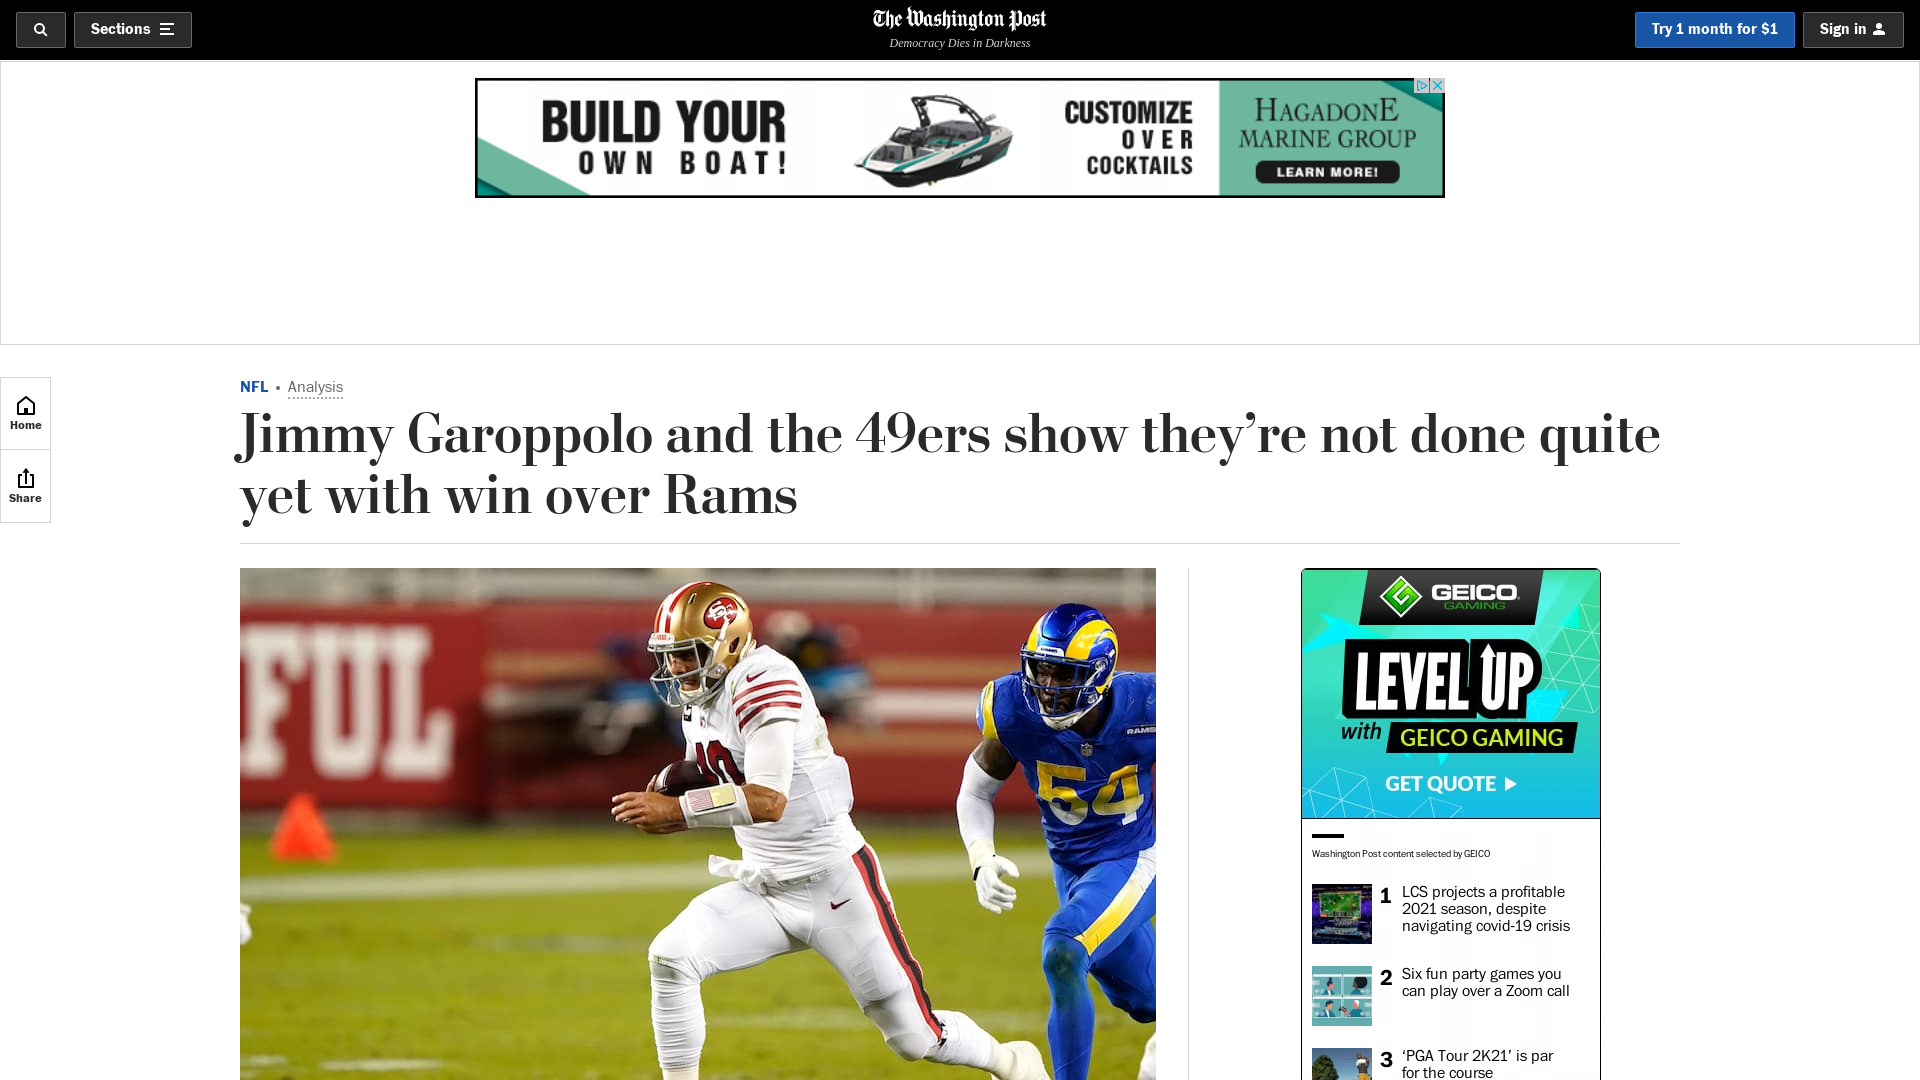 Sections
The Washington Post
Democracy Dies in Darkness
Try 1 month for $1
Sign in
BUILD YOUR
OWN BOAT!
CUSTOMIZE
OVER
COCKTAILS
HAGADONE
MARINE GROUP
LEARN MORE!
Home
Share
NFL • Analysis
Jimmy Garoppolo and the 49ers show they’re not done quite
yet with win over Rams
FUL
10
54
RAMS
GEICO
GAMING
LEVEL UP
with GEICO GAMING
GET QUOTE
Washington Post content selected by GEICO
1 LCS projects a profitable
2021 season, despite
navigating covid-19 crisis
2 Six fun party games you
can play over a Zoom call
3 ‘PGA Tour 2K21’ is par
for the course